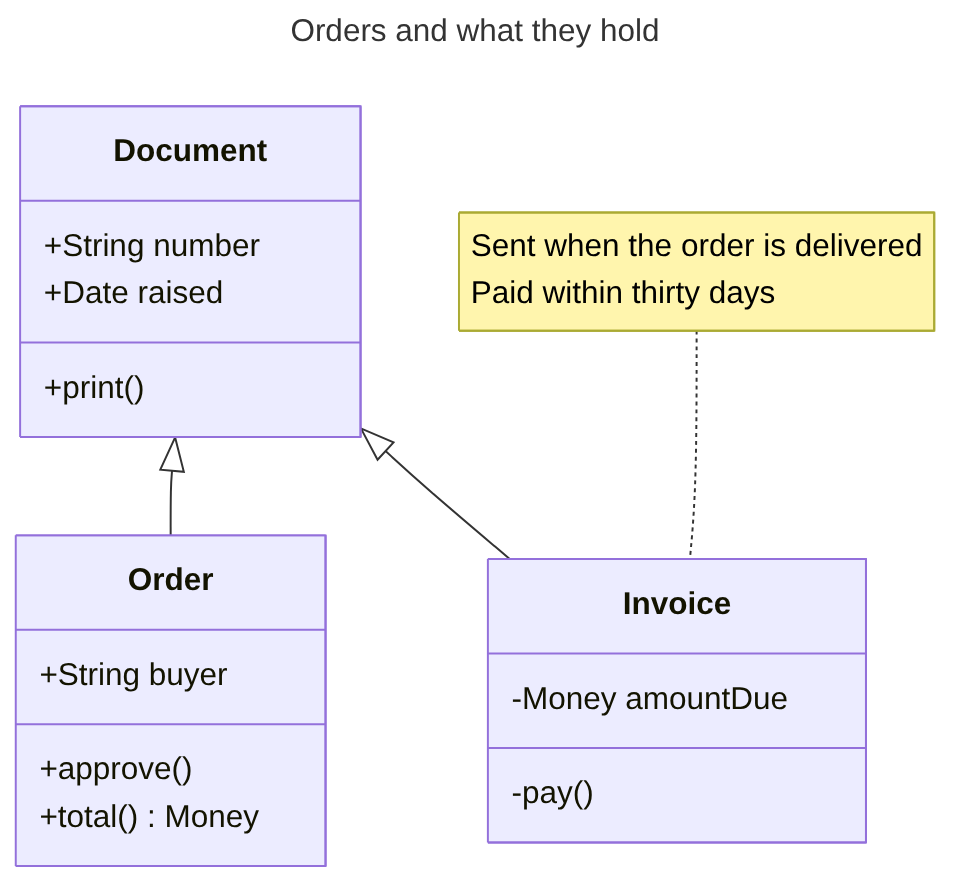 Orders and what they hold
Document
+String number
+Date raised
+print()
Sent when the order is delivered
Paid within thirty days
Order
+String buyer
+approve()
+total() : Money
Invoice
-Money amountDue
-pay()